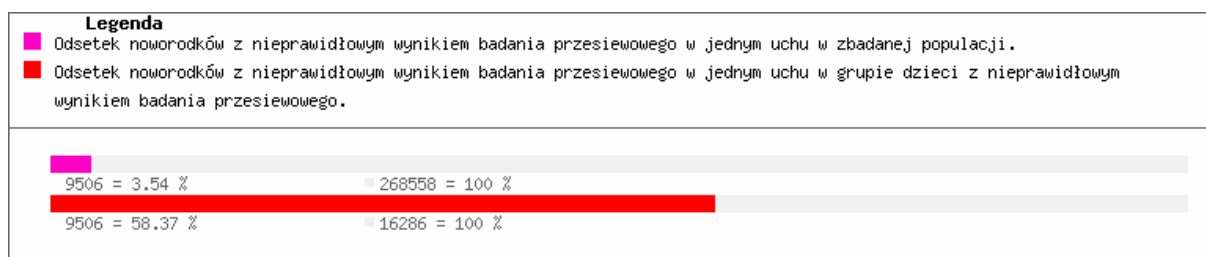 Legenda
Odsetek noworodków z nieprawidłowym wynikiem badania przesiewowego w jednym uchu w zbadanej populacji.
Odsetek noworodków z nieprawidłowym wynikiem badania przesiewowego w jednym uchu w grupie dzieci z nieprawidłowym
wynikiem badania przesiewowego.
9506 = 3.54 % 268558 = 100 %
9506 = 58.37 % 16286 = 100 %